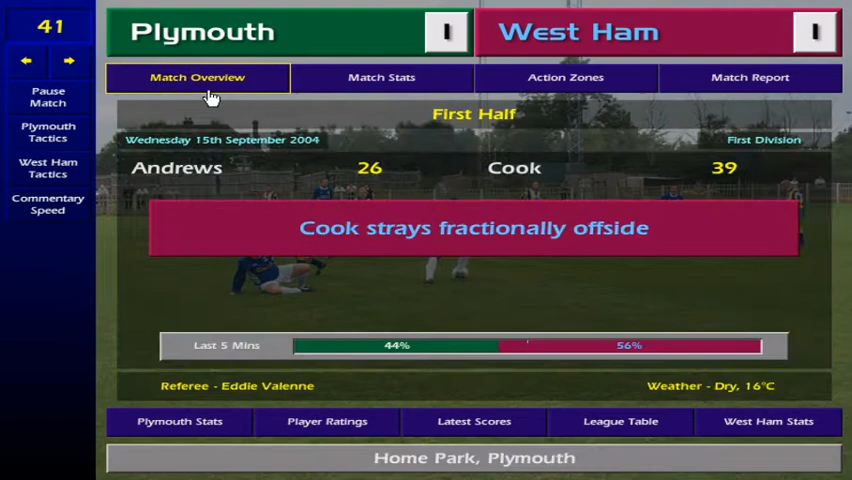 41
Plymouth 1
West Ham 1
Match Overview
Match Stats
Action Zones
Match Report
Pause
Match
Plymouth
Tactics
West Ham
Tactics
Commentary
Speed
First Half
Wednesday 15th September 2004
First Division
Andrews 26
Cook 39
Cook strays fractionally offside
Last 5 Mins 44% 56%
Referee - Eddie Valenne
Weather - Dry, 16°C
Plymouth Stats
Player Ratings
Latest Scores
League Table
West Ham Stats
Home Park, Plymouth